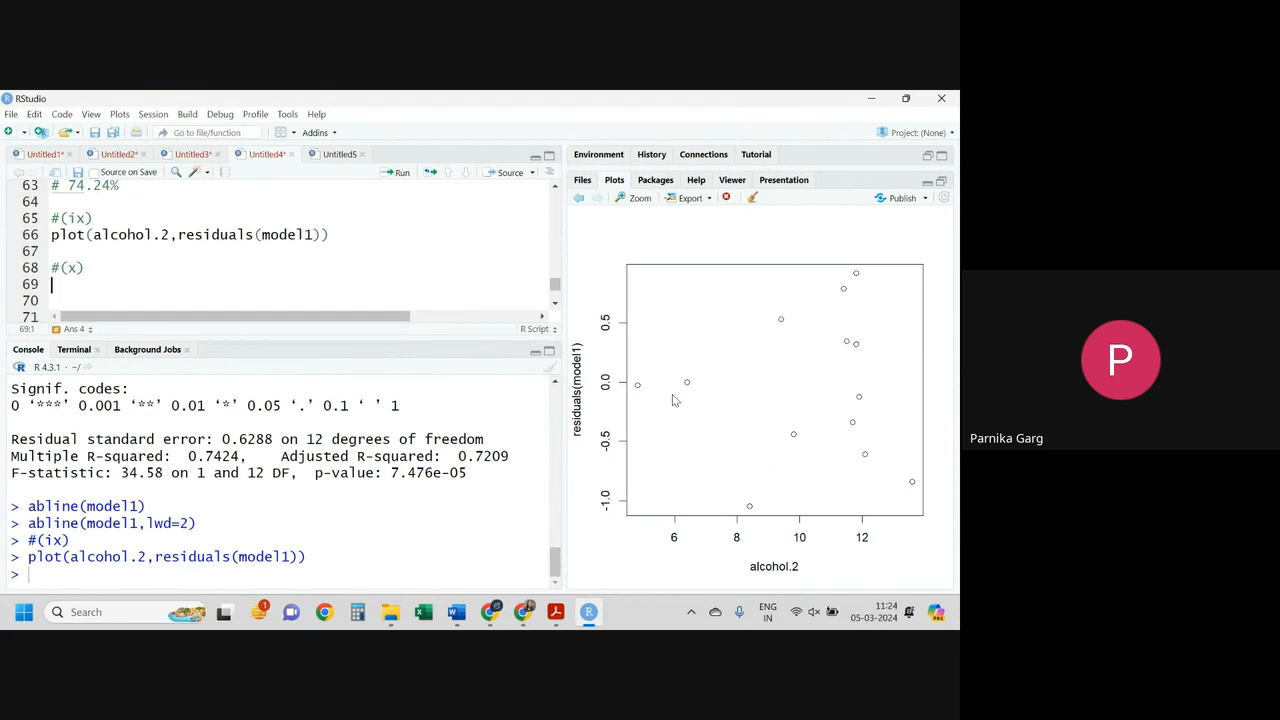 RStudio
File Edit Code View Plots Session Build Debug Profile Tools Help
Go to file/function Addins Project: (None)
Untitled1* Untitled2* Untitled3* Untitled4* Untitled5
Source on Save Run Source
63 # 74.24%
64
65 #(ix)
66 plot(alcohol.2,residuals(model1))
67
68 #(x)
69
70
71
69:1 Ans 4 R Script
Console Terminal Background Jobs
R 4.3.1 · ~/
Signif. codes:
0 ‘***’ 0.001 ‘**’ 0.01 ‘*’ 0.05 ‘.’ 0.1 ‘ ’ 1
Residual standard error: 0.6288 on 12 degrees of freedom
Multiple R-squared: 0.7424, Adjusted R-squared: 0.7209
F-statistic: 34.58 on 1 and 12 DF, p-value: 7.476e-05
> abline(model1)
> abline(model1,lwd=2)
> #(ix)
> plot(alcohol.2,residuals(model1))
>
Environment History Connections Tutorial
Files Plots Packages Help Viewer Presentation
Zoom Export Publish
residuals(model1)
0.5
0.0
-0.5
-1.0
6 8 10 12
alcohol.2
P
Parnika Garg
Search
ENG
IN
11:24
05-03-2024